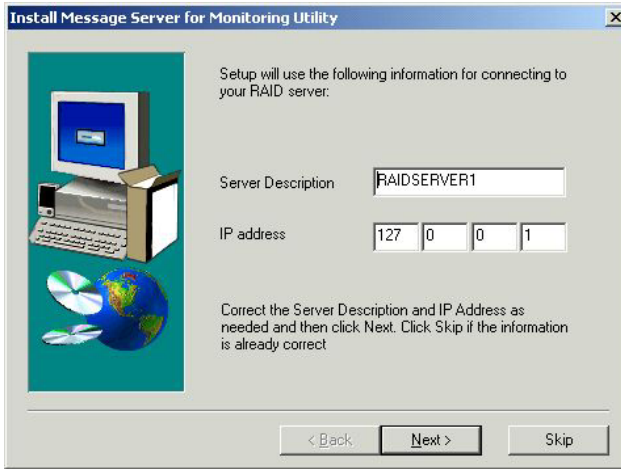 Install Message Server for Monitoring Utility
Setup will use the following information for connecting to
your RAID server:
Server Description
RAIDSERVER1
IP address
127 0 0 1
Correct the Server Description and IP Address as
needed and then click Next. Click Skip if the information
is already correct
< Back
Next >
Skip